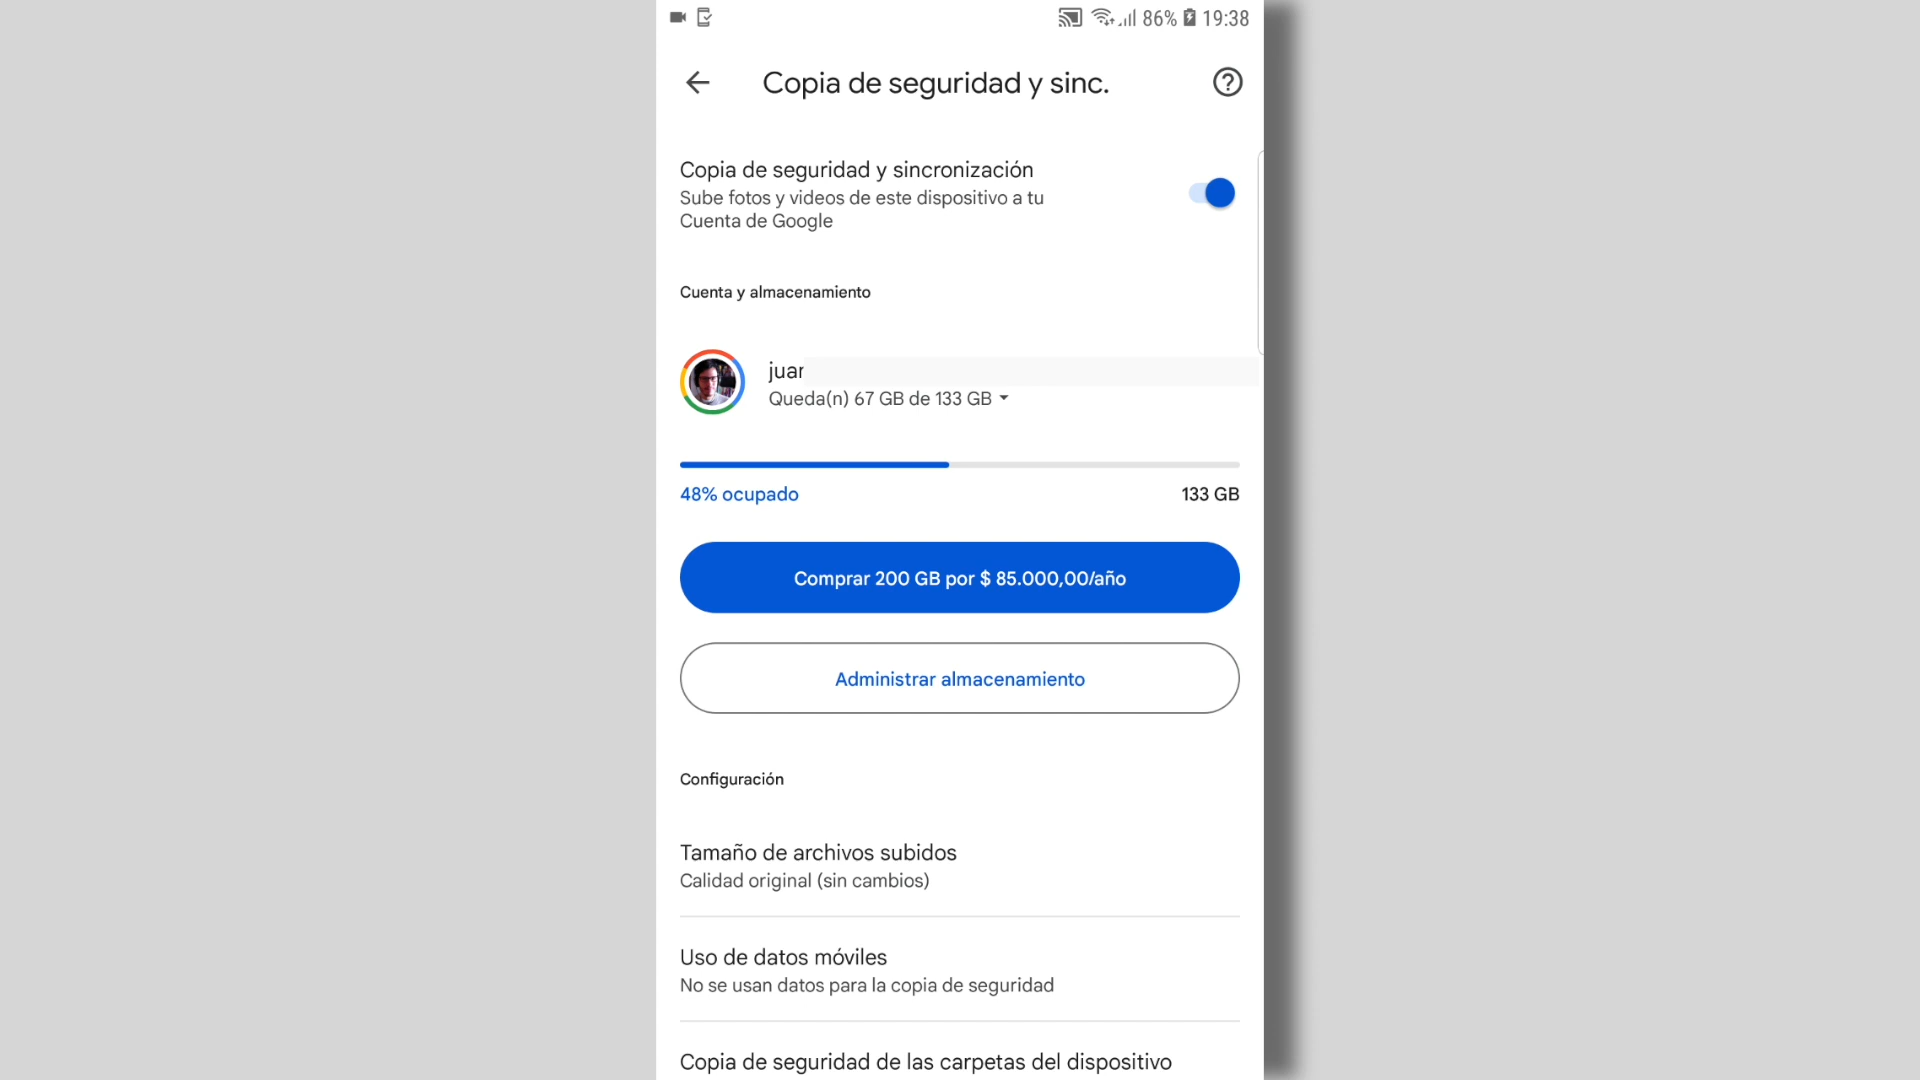 86% 19:38
Copia de seguridad y sinc.
Copia de seguridad y sincronización
Sube fotos y videos de este dispositivo a tu
Cuenta de Google
Cuenta y almacenamiento
juar
Queda(n) 67 GB de 133 GB
48% ocupado 133 GB
Comprar 200 GB por $ 85.000,00/año
Administrar almacenamiento
Configuración
Tamaño de archivos subidos
Calidad original (sin cambios)
Uso de datos móviles
No se usan datos para la copia de seguridad
Copia de seguridad de las carpetas del dispositivo